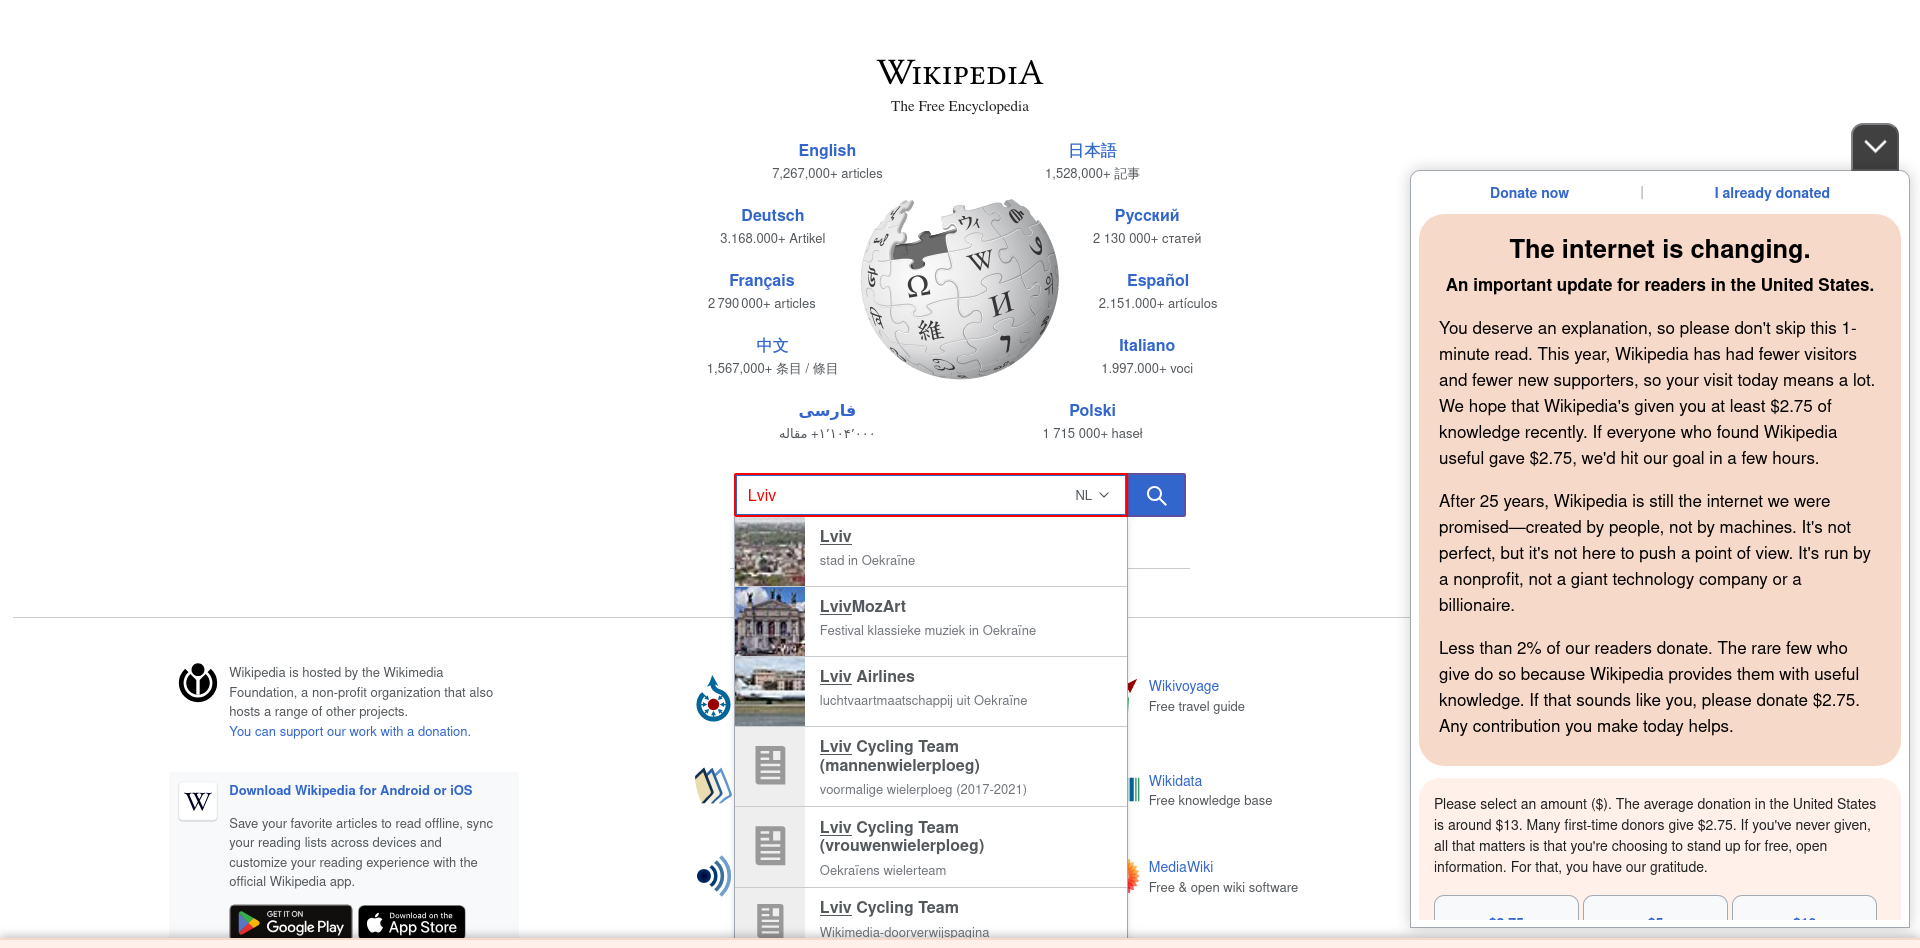 WIKIPEDIA
The Free Encyclopedia
English
7,267,000+ articles
日本語
1,528,000+ 記事
Deutsch
3.168.000+ Artikel
Русский
2 130 000+ статей
Français
2 790 000+ articles
Español
2.151.000+ artículos
中文
1,567,000+ 条目 / 條目
Italiano
1.997.000+ voci
فارسی
۱٬۱۰۴٬۰۰۰+ مقاله
Polski
1 715 000+ haseł
Lviv
NL
Lviv
stad in Oekraïne
LvivMozArt
Festival klassieke muziek in Oekraïne
Lviv Airlines
luchtvaartmaatschappij uit Oekraïne
Lviv Cycling Team
(mannenwielerploeg)
voormalige wielerploeg (2017-2021)
Lviv Cycling Team
(vrouwenwielerploeg)
Oekraïens wielerteam
Lviv Cycling Team
Wikimedia-doorverwijspagina
Wikipedia is hosted by the Wikimedia
Foundation, a non-profit organization that also
hosts a range of other projects.
You can support our work with a donation.
Download Wikipedia for Android or iOS
Save your favorite articles to read offline, sync
your reading lists across devices and
customize your reading experience with the
official Wikipedia app.
GET IT ON
Google Play
Download on the
App Store
Wikivoyage
Free travel guide
Wikidata
Free knowledge base
MediaWiki
Free & open wiki software
Donate now
I already donated
The internet is changing.
An important update for readers in the United States.
You deserve an explanation, so please don't skip this 1-
minute read. This year, Wikipedia has had fewer visitors
and fewer new supporters, so your visit today means a lot.
We hope that Wikipedia's given you at least $2.75 of
knowledge recently. If everyone who found Wikipedia
useful gave $2.75, we'd hit our goal in a few hours.
After 25 years, Wikipedia is still the internet we were
promised—created by people, not by machines. It's not
perfect, but it's not here to push a point of view. It's run by
a nonprofit, not a giant technology company or a
billionaire.
Less than 2% of our readers donate. The rare few who
give do so because Wikipedia provides them with useful
knowledge. If that sounds like you, please donate $2.75.
Any contribution you make today helps.
Please select an amount ($). The average donation in the United States
is around $13. Many first-time donors give $2.75. If you've never given,
all that matters is that you're choosing to stand up for free, open
information. For that, you have our gratitude.